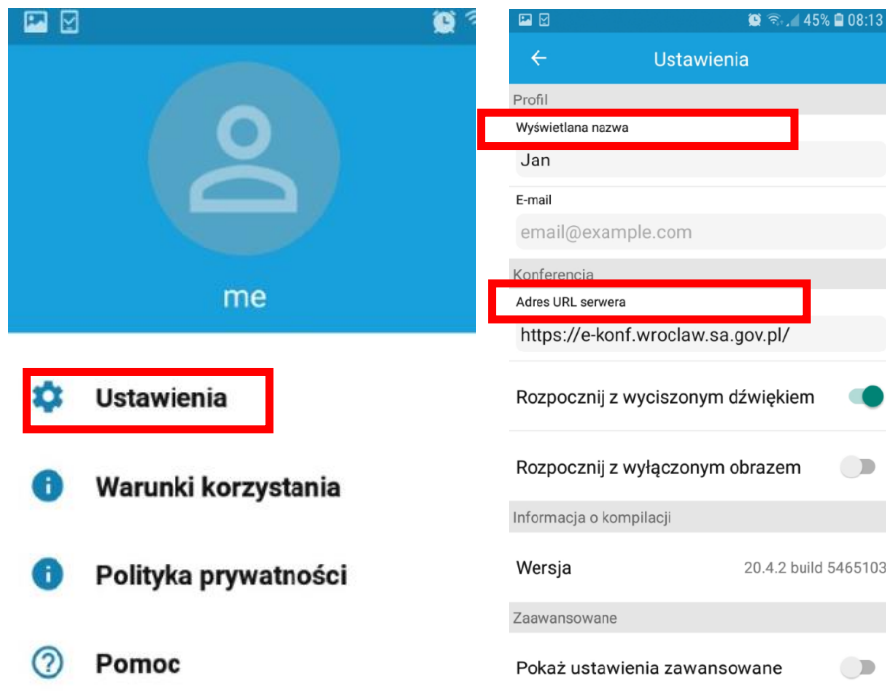 me
Ustawienia
Warunki korzystania
Polityka prywatności
Pomoc
45% 08:13
Ustawienia
Profil
Wyświetlana nazwa
Jan
E-mail
email@example.com
Konferencja
Adres URL serwera
https://e-konf.wroclaw.sa.gov.pl/
Rozpocznij z wyciszonym dźwiękiem
Rozpocznij z wyłączonym obrazem
Informacja o kompilacji
Wersja 20.4.2 build 5465103
Zaawansowane
Pokaż ustawienia zawansowane